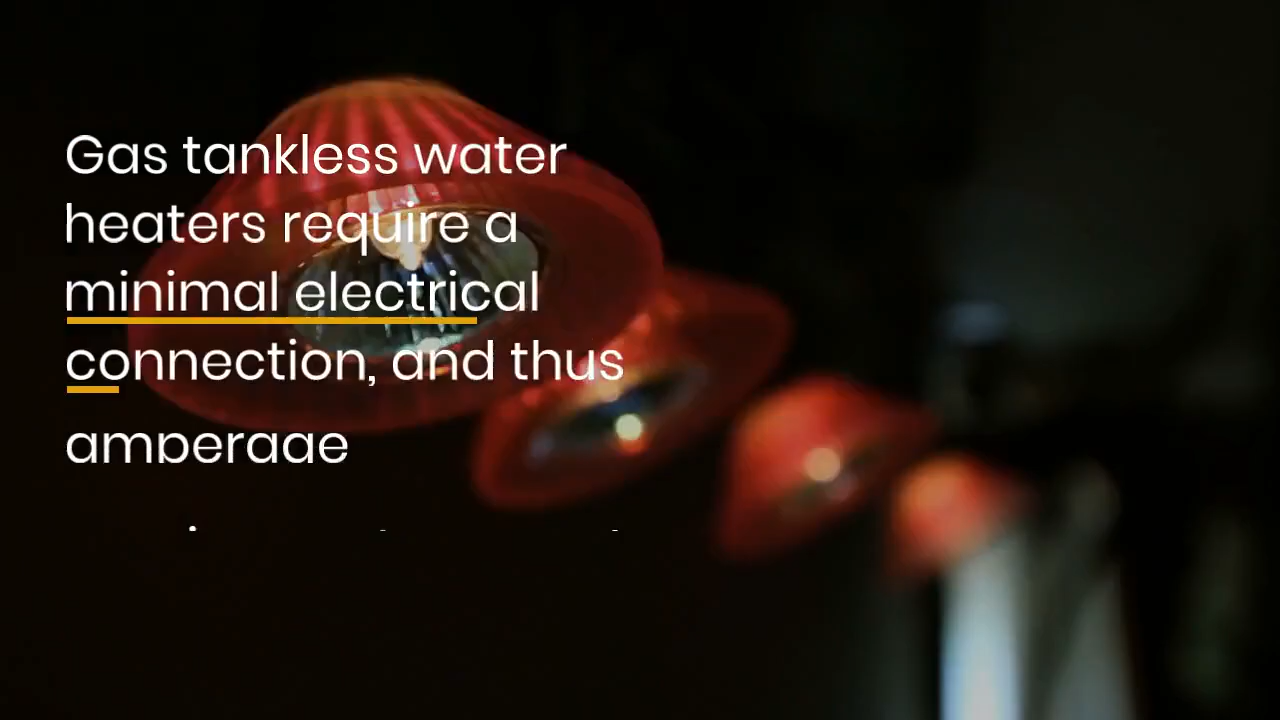 Gas tankless water
heaters require a
minimal electrical
connection, and thus
amperage